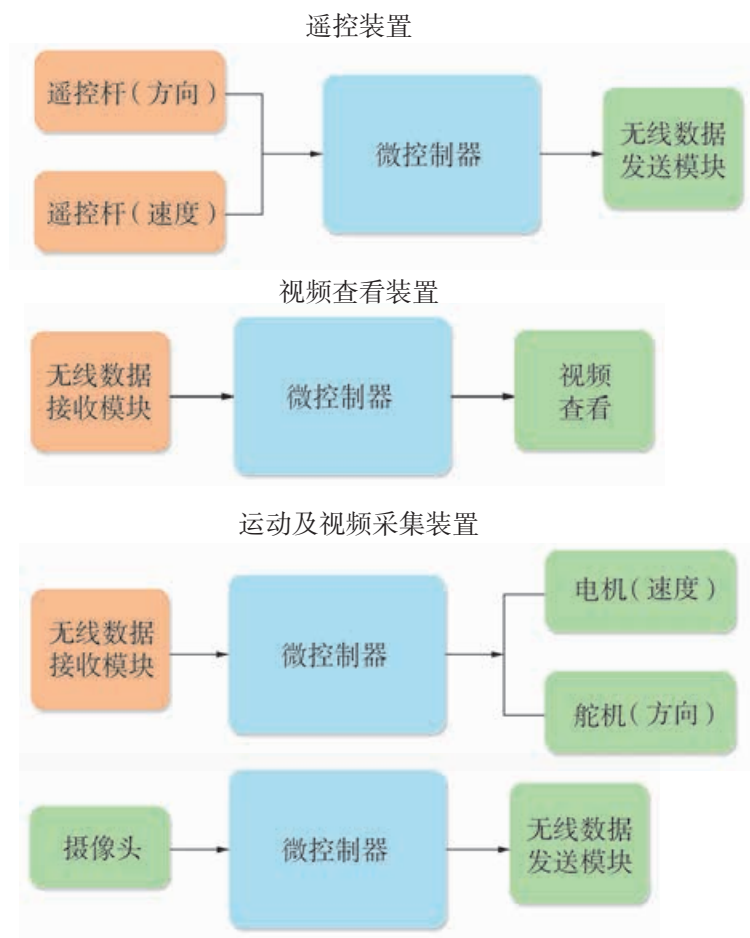 遥控装置
遥控杆(方向)
遥控杆(速度)
微控制器
无线数据
发送模块
视频查看装置
无线数据
接收模块
微控制器
视频
查看
运动及视频采集装置
无线数据
接收模块
微控制器
电机(速度)
舵机(方向)
摄像头
微控制器
无线数据
发送模块